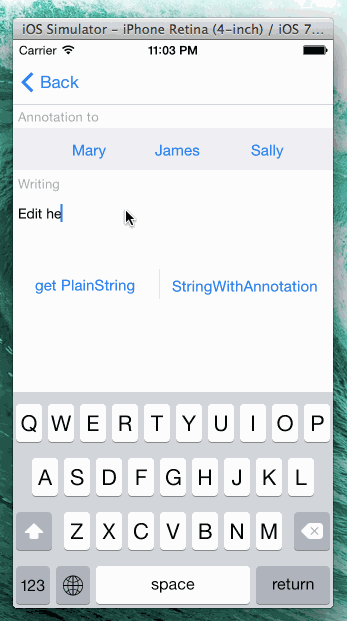 iOS Simulator - iPhone Retina (4-inch) / iOS 7...
Carrier 11:03 PM
Back
Annotation to
Mary James Sally
Writing
Edit he
get PlainString StringWithAnnotation
Q W E R T Y U I O P
A S D F G H J K L
Z X C V B N M
123 space return